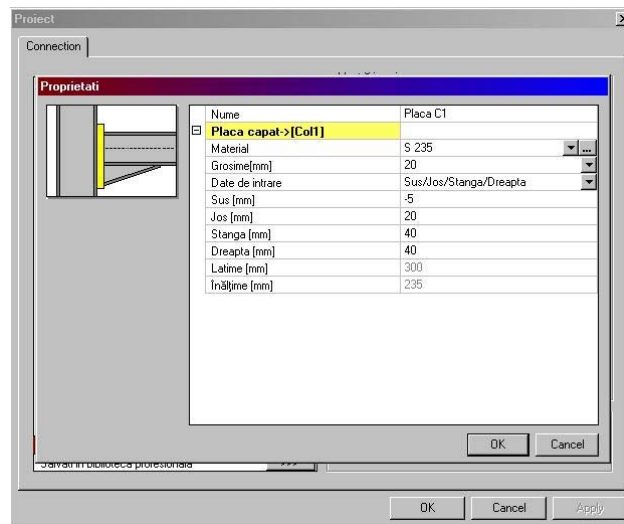 Proiect
Connection
Proprietati
Nume Placa C1
Placa capat->[Col1]
Material S 235 ...
Grosime[mm] 20
Date de intrare Sus/Jos/Stanga/Dreapta
Sus [mm] -5
Jos [mm] 20
Stanga [mm] 40
Dreapta [mm] 40
Latime [mm] 300
Înălţime [mm] 235
OK Cancel
biblioteca profesionala >>>
OK Cancel Apply